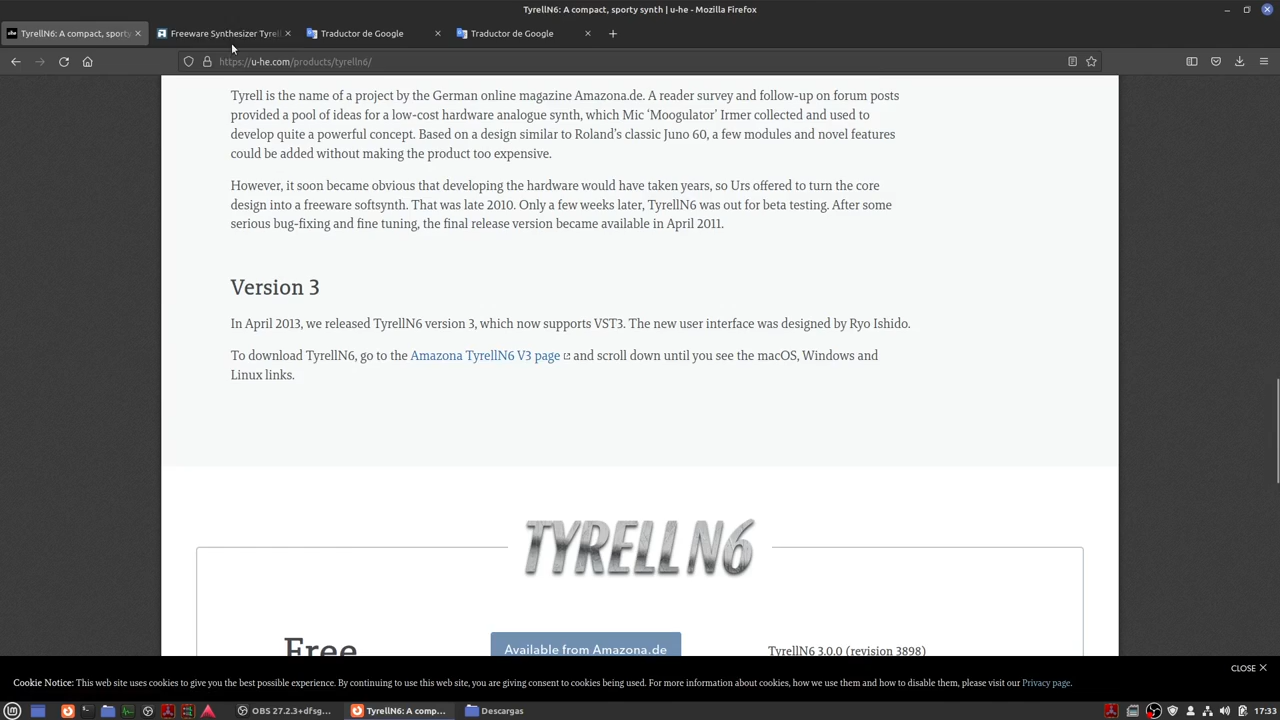 TyrellN6: A compact, sporty synth | u-he - Mozilla Firefox
TyrellN6: A compact, sporty
Freeware Synthesizer Tyrell
Traductor de Google
Traductor de Google
https://u-he.com/products/tyrelln6/
Tyrell is the name of a project by the German online magazine Amazona.de. A reader survey and follow-up on forum posts
provided a pool of ideas for a low-cost hardware analogue synth, which Mic ‘Moogulator’ Irmer collected and used to
develop quite a powerful concept. Based on a design similar to Roland’s classic Juno 60, a few modules and novel features
could be added without making the product too expensive.
However, it soon became obvious that developing the hardware would have taken years, so Urs offered to turn the core
design into a freeware softsynth. That was late 2010. Only a few weeks later, TyrellN6 was out for beta testing. After some
serious bug-fixing and fine tuning, the final release version became available in April 2011.
Version 3
In April 2013, we released TyrellN6 version 3, which now supports VST3. The new user interface was designed by Ryo Ishido.
To download TyrellN6, go to the Amazona TyrellN6 V3 page and scroll down until you see the macOS, Windows and
Linux links.
TYRELL N6
Free
Available from Amazona.de
TyrellN6 3.0.0 (revision 3898)
CLOSE
Cookie Notice: This web site uses cookies to give you the best possible experience. By continuing to use this web site, you are giving consent to cookies being used. For more information about cookies, how we use them and how to disable them, please visit our Privacy page.
OBS 27.2.3+dfsg...
TyrellN6: A comp...
Descargas
17:33